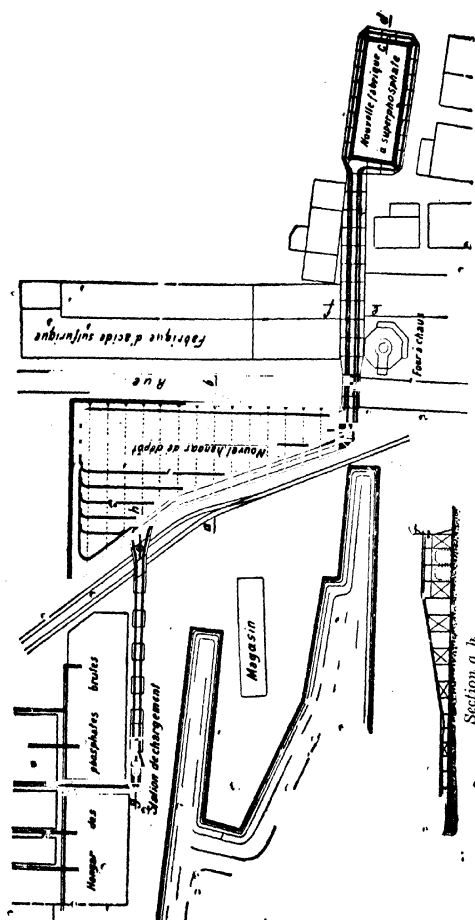 Nouvelle fabrique
a superphosphate
d
c
Fabrique d'acide sulfurique
f
e
Four a chaux
Rue
b
Nouvel hangar de dépôt
h
a
Magasin
Hangar des phosphates brutes
Station de chargement
g
Section a b